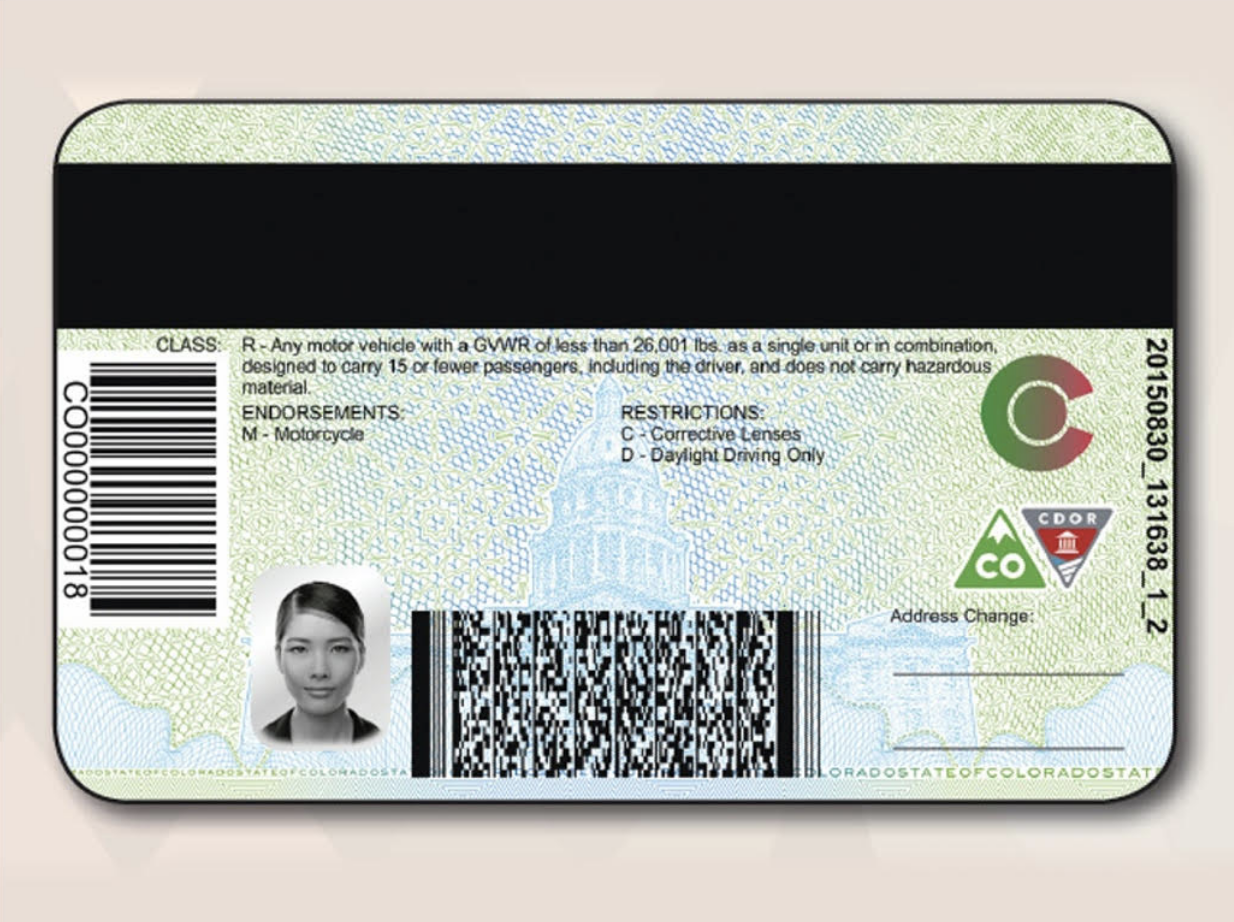 CLASS: R - Any motor vehicle with a GVWR of less than 26,001 lbs. as a single unit or in combination,
designed to carry 15 or fewer passengers, including the driver, and does not carry hazardous
material.
ENDORSEMENTS:
M - Motorcycle
RESTRICTIONS:
C - Corrective Lenses
D - Daylight Driving Only
CO000000018
20150830_131638_1_2
C
CO
CDOR
Address Change:
ADOSTATEOFCOLORADOSTATEOFCOLORADOSTA
OLORADOSTATEOFCOLORADOSTAT